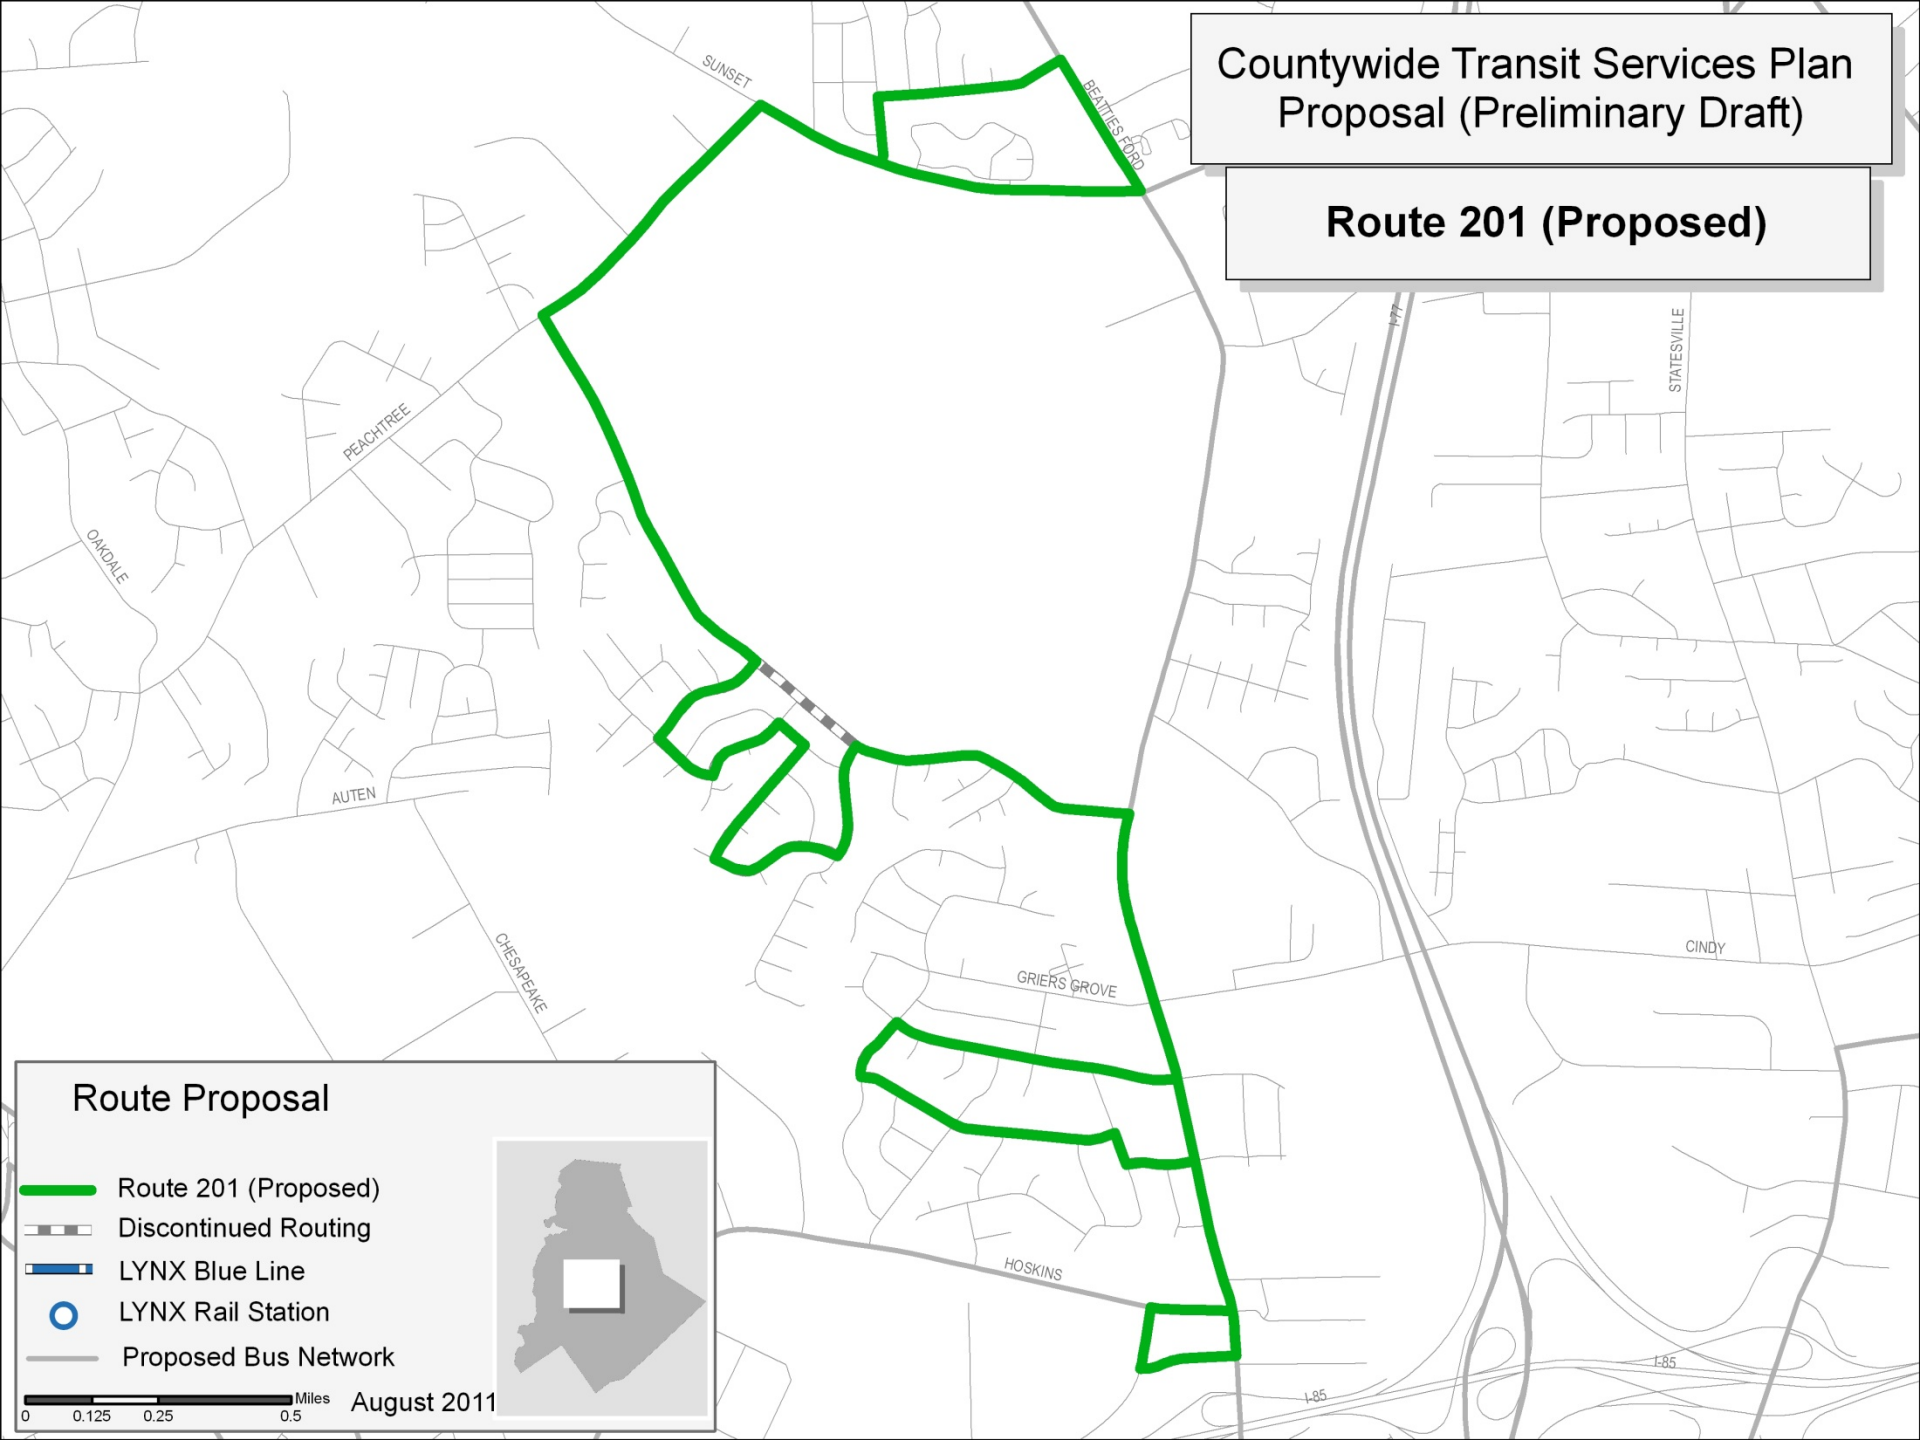 Countywide Transit Services Plan
Proposal (Preliminary Draft)
Route 201 (Proposed)
SUNSET
BEATTIES FORD
I-77
STATESVILLE
PEACHTREE
OAKDALE
AUTEN
CHESAPEAKE
CINDY
GRIERS GROVE
HOSKINS
I-85
I-85
Route Proposal
Route 201 (Proposed)
Discontinued Routing
LYNX Blue Line
LYNX Rail Station
Proposed Bus Network
Miles
0 0.125 0.25 0.5
August 2011